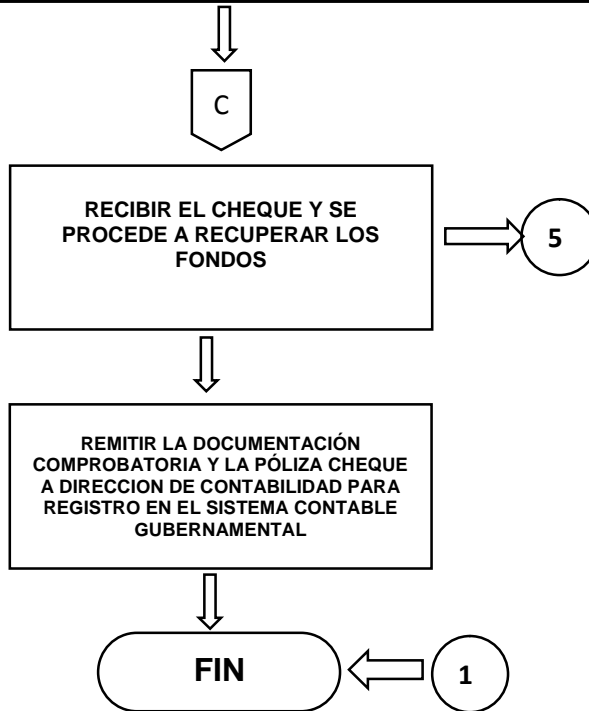 C
RECIBIR EL CHEQUE Y SE
PROCEDE A RECUPERAR LOS
FONDOS
5
REMITIR LA DOCUMENTACIÓN
COMPROBATORIA Y LA PÓLIZA CHEQUE
A DIRECCION DE CONTABILIDAD PARA
REGISTRO EN EL SISTEMA CONTABLE
GUBERNAMENTAL
FIN
1